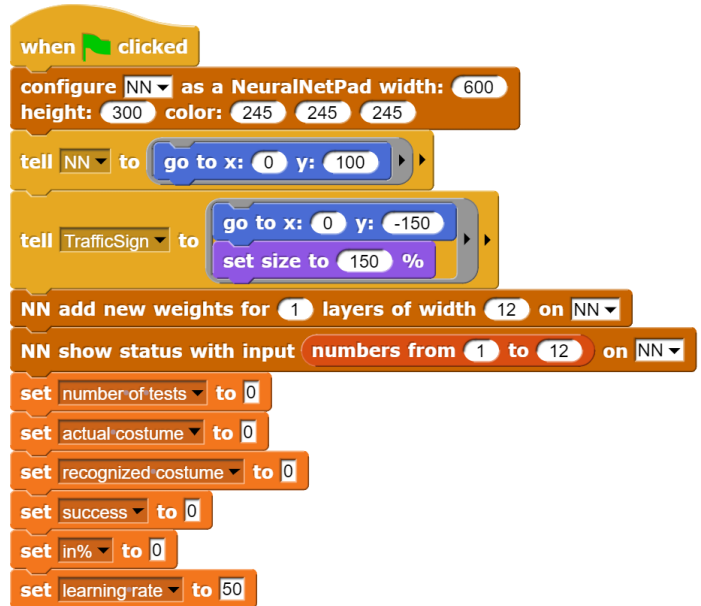 when clicked
configure NN as a NeuralNetPad width: 600
height: 300 color: 245 245 245
tell NN to go to x: 0 y: 100
go to x: 0 y: -150
tell TrafficSign to
set size to 150 %
NN add new weights for 1 layers of width 12 on NN
NN show status with input numbers from 1 to 12 on NN
set number of tests to 0
set actual costume to 0
set recognized costume to 0
set success to 0
set in% to 0
set learning rate to 50